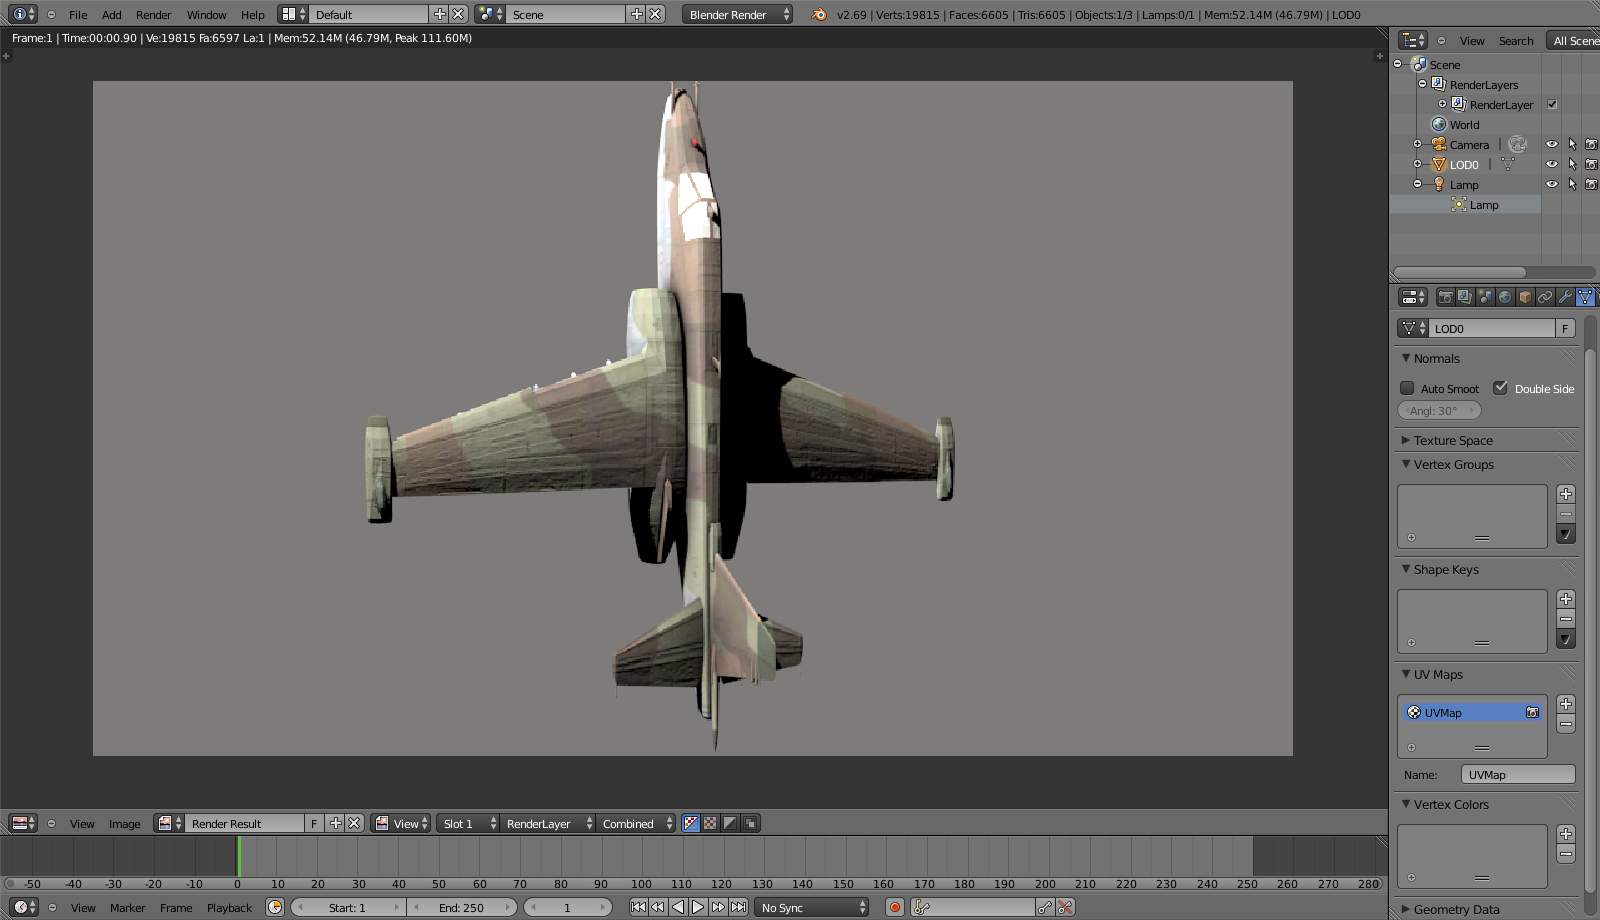 File Add Render Window Help Default Scene Blender Render v2.69 | Verts:19815 | Faces:6605 | Tris:6605 | Objects:1/3 | Lamps:0/1 | Mem:52.14M (46.79M) | LOD0
Frame:1 | Time:00:00.90 | Ve:19815 Fa:6597 La:1 | Mem:52.14M (46.79M, Peak 111.60M)
View Search All Scene
Scene
RenderLayers
RenderLayer
World
Camera
LOD0
Lamp
Lamp
LOD0 F
Normals
Auto Smoot Double Side
Angl: 30°
Texture Space
Vertex Groups
Shape Keys
UV Maps
UVMap
Name: UVMap
Vertex Colors
Geometry Data
View Image Render Result F View Slot 1 RenderLayer Combined
-50 -40 -30 -20 -10 0 10 20 30 40 50 60 70 80 90 100 110 120 130 140 150 160 170 180 190 200 210 220 230 240 250 260 270 280
View Marker Frame Playback Start: 1 End: 250 1 No Sync